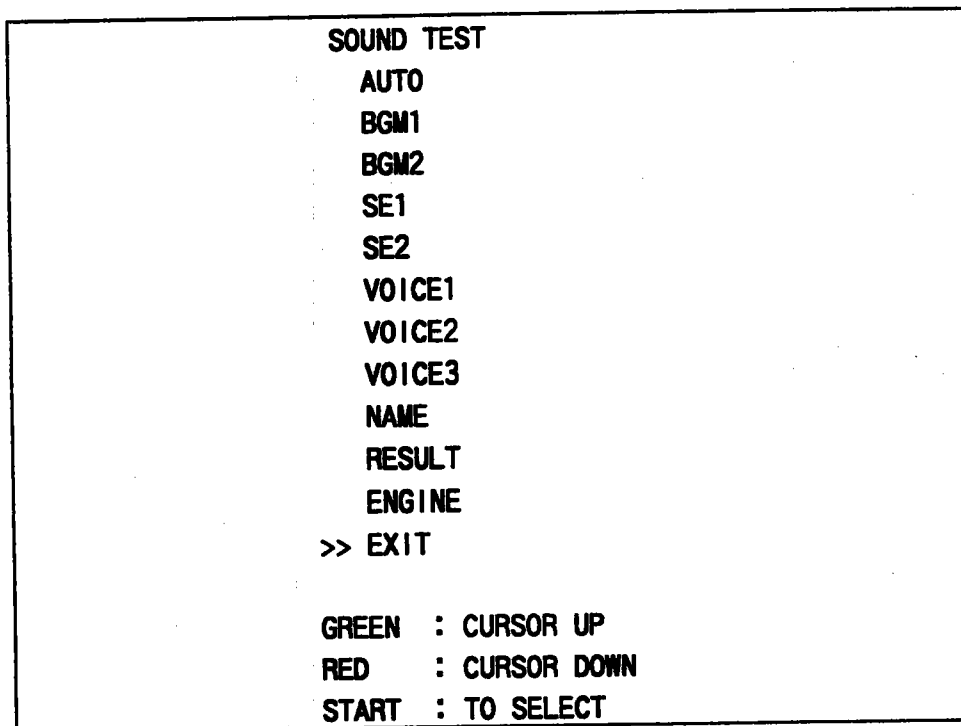 SOUND TEST
AUTO
BGM1
BGM2
SE1
SE2
VOICE1
VOICE2
VOICE3
NAME
RESULT
ENGINE
>> EXIT
GREEN : CURSOR UP
RED : CURSOR DOWN
START : TO SELECT